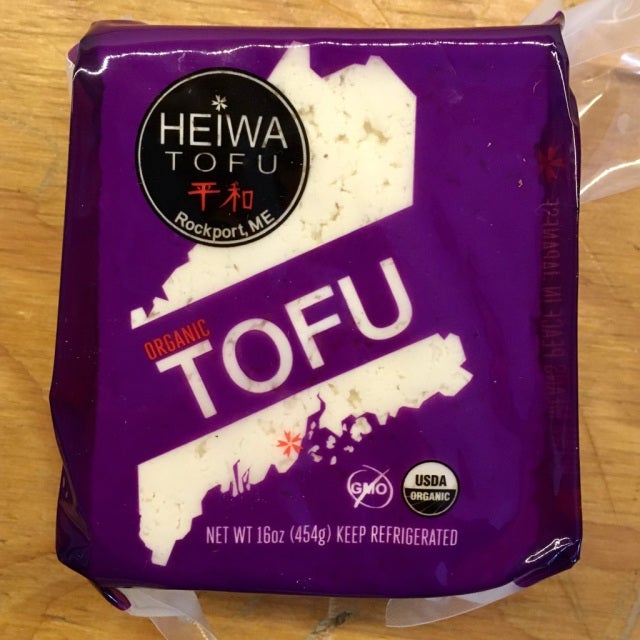 HEIWA
TOFU
平和
Rockport, ME
ORGANIC
TOFU
GMO
USDA
ORGANIC
NET WT 16oz (454g) KEEP REFRIGERATED